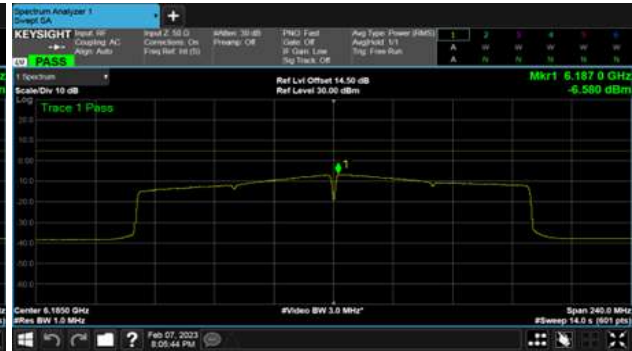 Spectrum Analyzer 1
Swept SA
+
KEYSIGHT Input: RF Input Z: 50 Ω #Atten: 30 dB PNO: Fast Avg Type: Power (RMS) 1 2 3 4 5 6
Coupling: AC Corrections: On Preamp: Off Gate: Off Avg|Hold: 1/1 A W W W W W
Align: Auto Freq Ref: Int (S) IF Gain: Low Trig: Free Run A N N N N N
Sig Track: Off
LXI PASS
1 Spectrum Ref Lvl Offset 14.50 dB Mkr1 6.187 0 GHz
Scale/Div 10 dB Ref Level 30.00 dBm -6.580 dBm
Log
Trace 1 Pass
20.0
10.0
0.00
1
-10.0
-20.0
-30.0
-40.0
-60.0
Center 6.1850 GHz #Video BW 3.0 MHz* Span 240.0 MHz
#Res BW 1.0 MHz #Sweep 14.0 s (601 pts)
? Feb 07, 2023
8:05:44 PM